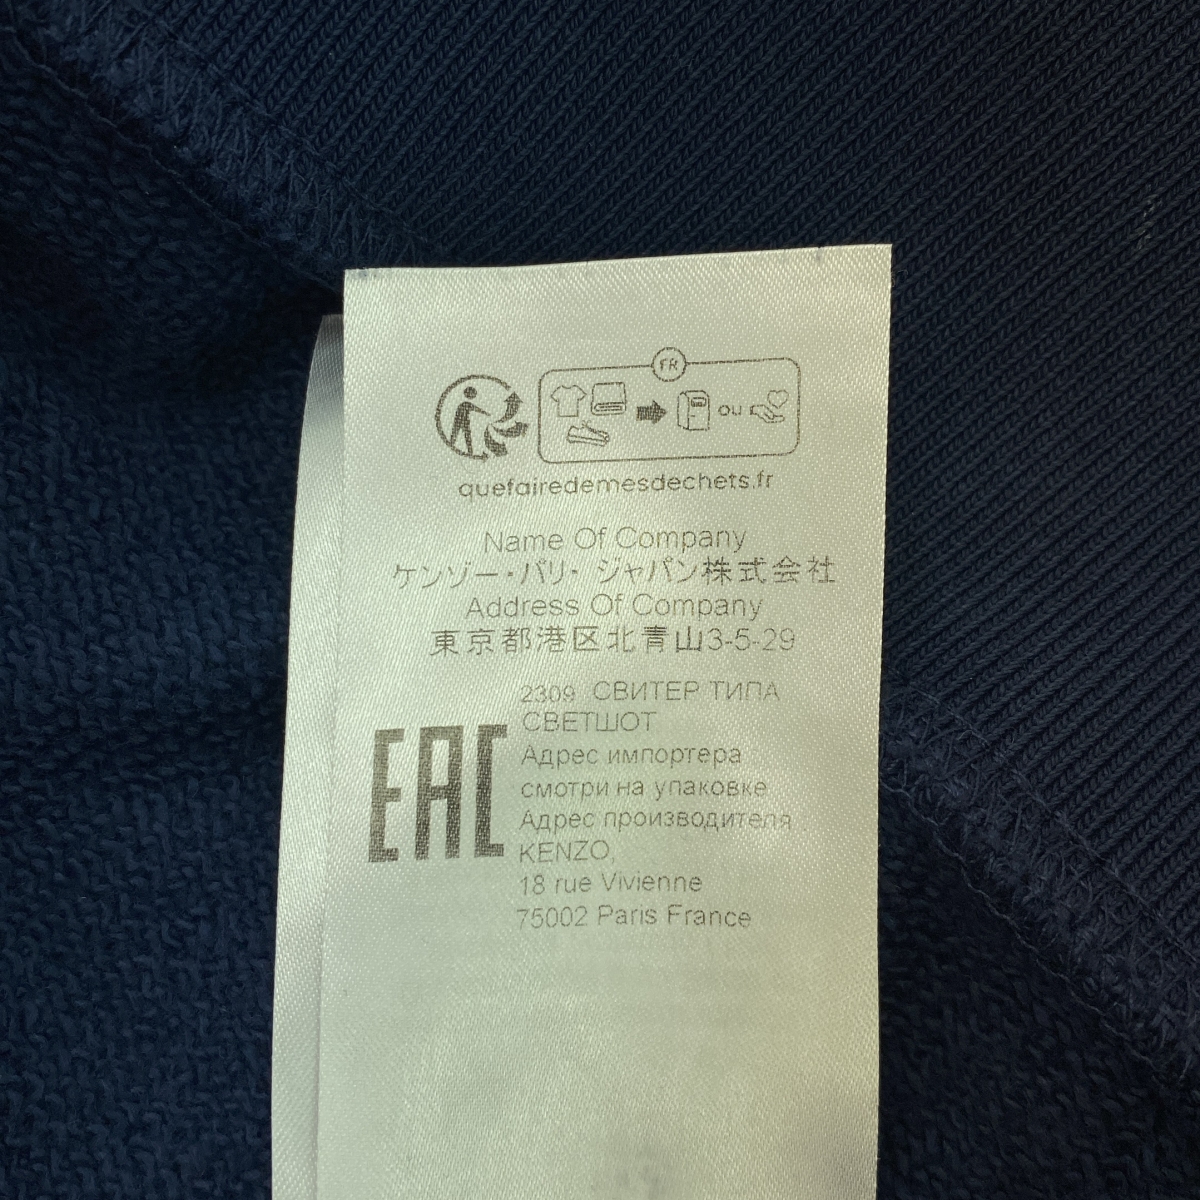 FR
ou
quefairedemesdechets.fr
Name Of Company
ケンゾー・パリ・ ジャパン株式会社
Address Of Company
東京都港区北青山3-5-29
2309 СВИТЕР ТИПА
СВЕТШОТ
EAC
Адрес импортера
смотри на упаковке
Адрес производителя
KENZO,
18 rue Vivienne
75002 Paris France